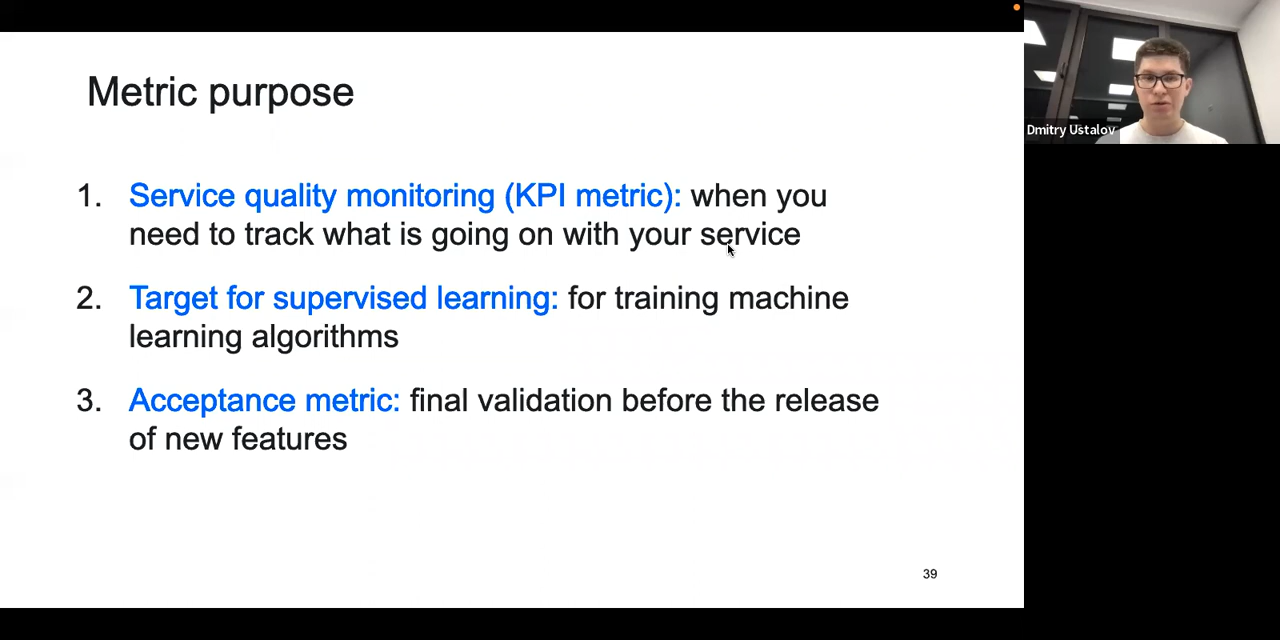 Metric purpose
Dmitry Ustalov
1. Service quality monitoring (KPI metric): when you
need to track what is going on with your service
2. Target for supervised learning: for training machine
learning algorithms
3. Acceptance metric: final validation before the release
of new features
39